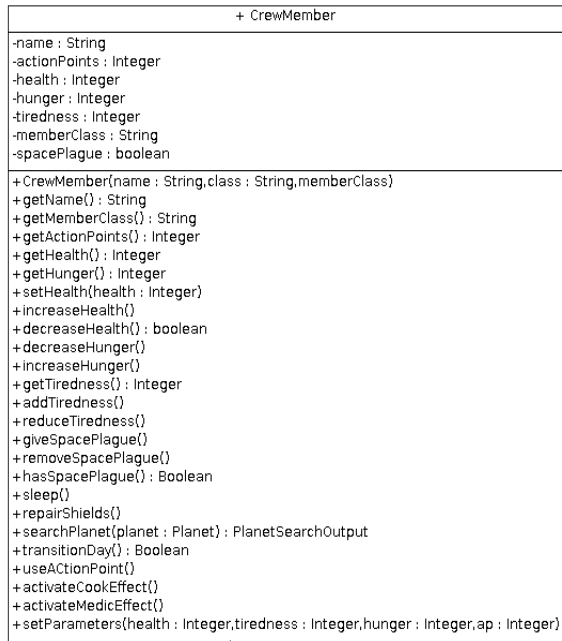 + CrewMember
-name : String
-actionPoints : Integer
-health : Integer
-hunger : Integer
-tiredness : Integer
-memberClass : String
-spacePlague : boolean
+CrewMember(name : String,class : String,memberClass)
+getName() : String
+getMemberClass() : String
+getActionPoints() : Integer
+getHealth() : Integer
+getHunger() : Integer
+setHealth(health : Integer)
+increaseHealth()
+decreaseHealth() : boolean
+decreaseHunger()
+increaseHunger()
+getTiredness() : Integer
+addTiredness()
+reduceTiredness()
+giveSpacePlague()
+removeSpacePlague()
+hasSpacePlague() : Boolean
+sleep()
+repairShields()
+searchPlanet(planet : Planet) : PlanetSearchOutput
+transitionDay() : Boolean
+useACtionPoint()
+activateCookEffect()
+activateMedicEffect()
+setParameters(health : Integer,tiredness : Integer,hunger : Integer,ap : Integer)